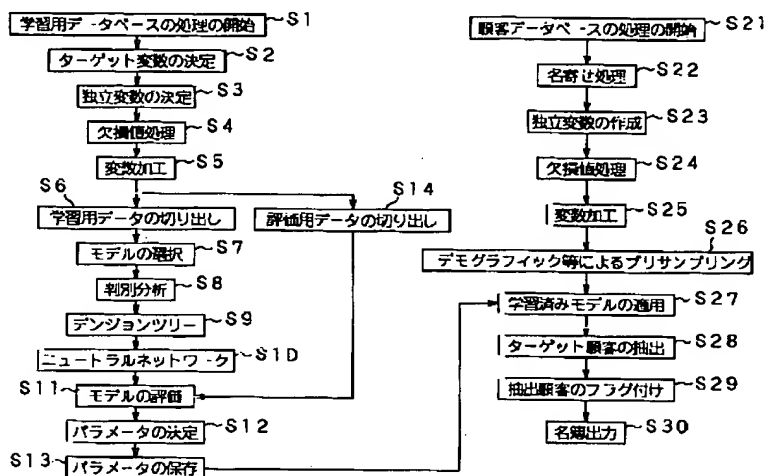 学習用データベースの処理の開始 S1
ターゲット変数の決定 S2
独立変数の決定 S3
欠損値処理 S4
変数加工 S5
S6 学習用データの切り出し
S14 評価用データの切り出し
モデルの選択 S7
判別分析 S8
デンジョンツリー S9
ニュートラルネットワーク S10
S11 モデルの評価
パラメータの決定 S12
S13 パラメータの保存
顧客データベースの処理の開始 S21
名寄せ処理 S22
独立変数の作成 S23
欠損値処理 S24
変数加工 S25
デモグラフィック等によるプリサンプリング S26
学習済みモデルの適用 S27
ターゲット顧客の抽出 S28
抽出顧客のフラグ付け S29
名簿出力 S30